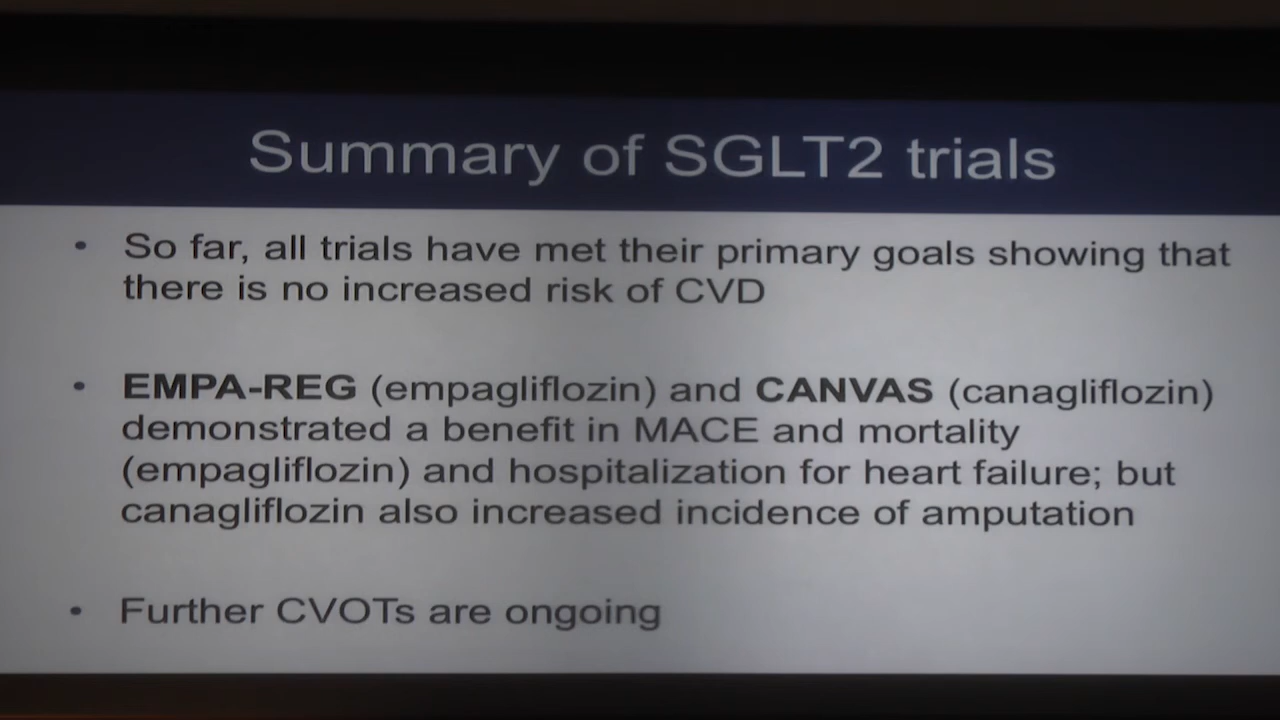 Summary of SGLT2 trials
• So far, all trials have met their primary goals showing that
there is no increased risk of CVD
• EMPA-REG (empagliflozin) and CANVAS (canagliflozin)
demonstrated a benefit in MACE and mortality
(empagliflozin) and hospitalization for heart failure; but
canagliflozin also increased incidence of amputation
• Further CVOTs are ongoing